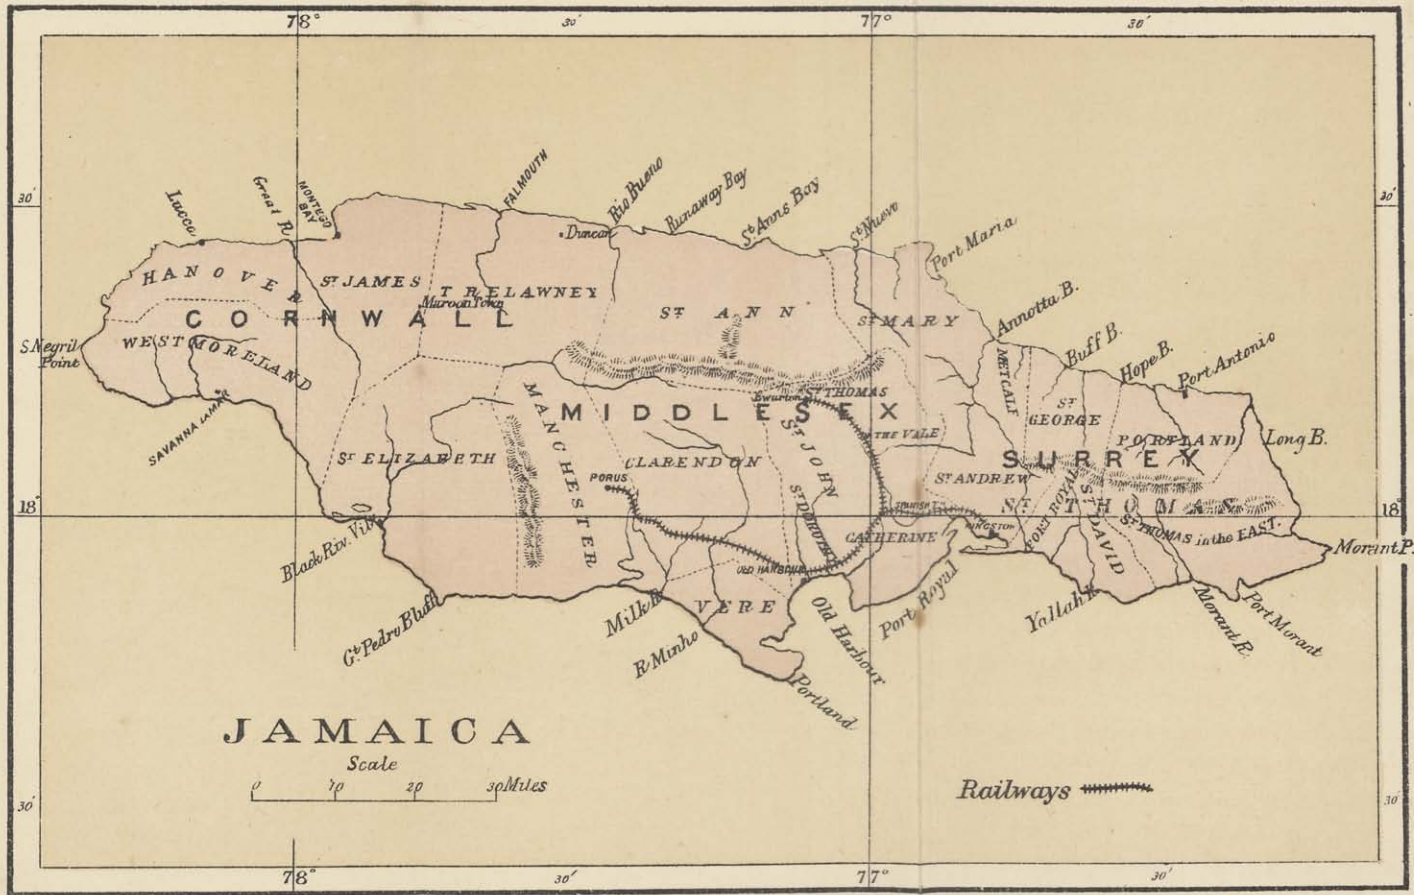 78°
30′
77°
30′
30′
30′
Lucea
Great R.
MONTEGO
BAY
FALMOUTH
Rio Bueno
Runaway Bay
St. Anns Bay
St. Nuevo
Port Maria
Duncan
HANOVER
ST. JAMES
TRELAWNEY
Maroon Town
ST. ANN
ST. MARY
Annotta B.
CORNWALL
S. Negril
Point
WESTMORELAND
METCALF
Buff B.
Hope B.
Port Antonio
SAVANNA LAMAR
MANCHESTER
MIDDLESEX
Ewarton
ST. THOMAS
THE VALE
ST. JOHN
ST.
GEORGE
PORTLAND
Long B.
ST. ELIZABETH
CLARENDON
SURREY
PORUS
ST. ANDREW
ST. DOROTHY
PORT ROYAL
ST. DAVID
ST. THOMAS
ST. THOMAS in the EAST.
18°
18°
SPANISH T.
KINGSTON
CATHERINE
Morant P.
Black Riv. Vil.
OLD HARBOUR
VERE
Gt. Pedro Bluff
Milk R.
R Minho
Old Harbour
Port Royal
Yallah R.
Morant R.
Port Morant
Portland
JAMAICA
Scale
0 10 20 30 Miles
Railways
30′
30′
78°
30′
77°
30′